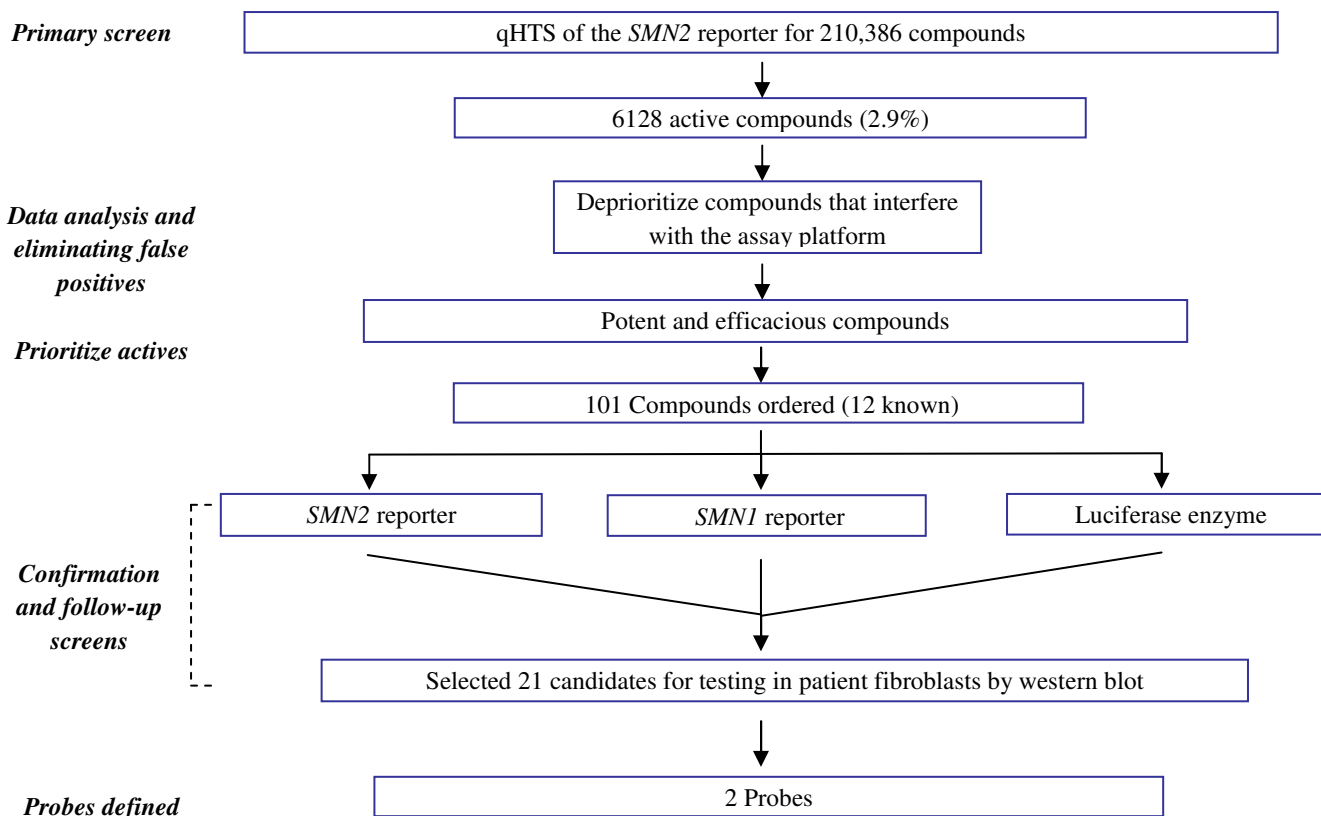 Primary screen
qHTS of the SMN2 reporter for 210,386 compounds
6128 active compounds (2.9%)
Data analysis and
eliminating false
positives
Deprioritize compounds that interfere
with the assay platform
Potent and efficacious compounds
Prioritize actives
101 Compounds ordered (12 known)
SMN2 reporter
SMN1 reporter
Luciferase enzyme
Confirmation
and follow-up
screens
Selected 21 candidates for testing in patient fibroblasts by western blot
Probes defined
2 Probes